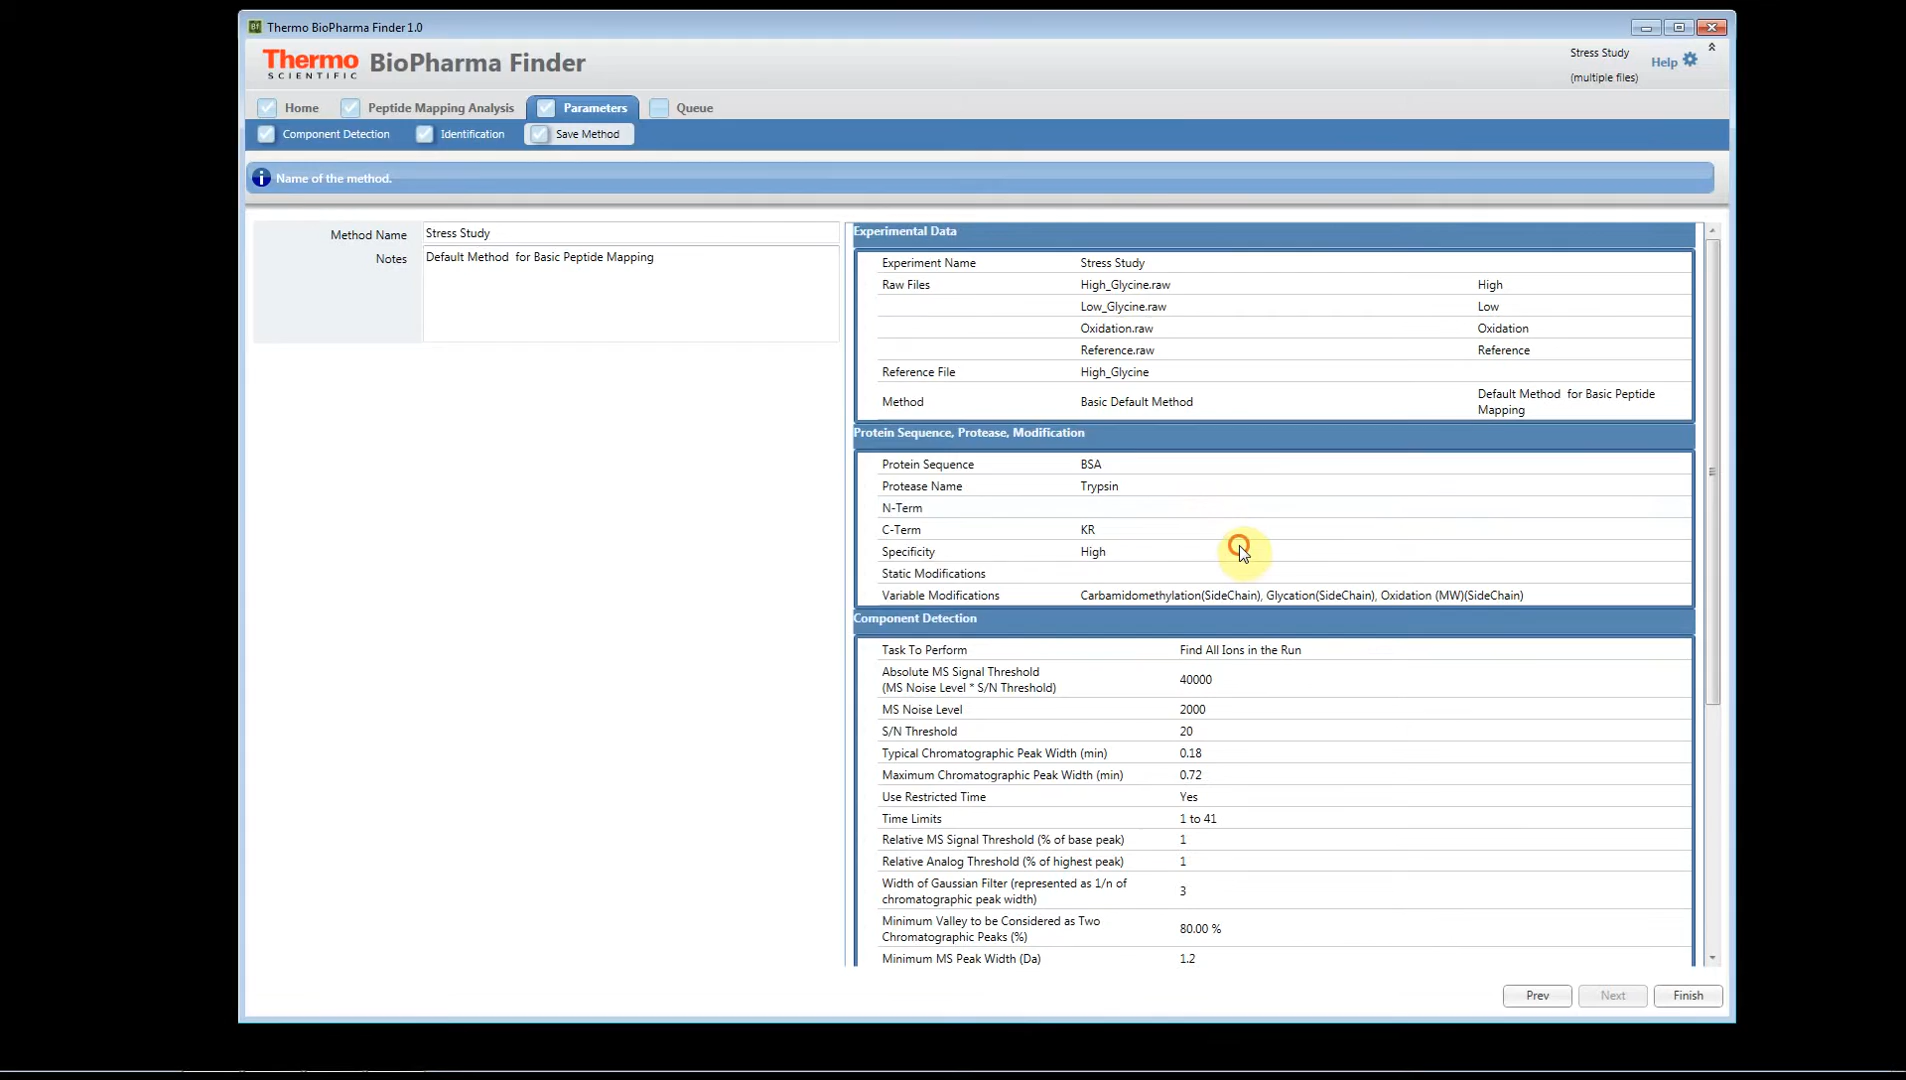 Thermo BioPharma Finder 1.0
Thermo
SCIENTIFIC
BioPharma Finder
Stress Study
(multiple files)
Help
Home Peptide Mapping Analysis Parameters Queue
Component Detection Identification Save Method
Name of the method.
Method Name Stress Study
Notes Default Method for Basic Peptide Mapping
Experimental Data
Experiment Name Stress Study
Raw Files High_Glycine.raw High
Low_Glycine.raw Low
Oxidation.raw Oxidation
Reference.raw Reference
Reference File High_Glycine
Method Basic Default Method Default Method for Basic Peptide
Mapping
Protein Sequence, Protease, Modification
Protein Sequence BSA
Protease Name Trypsin
N-Term
C-Term KR
Specificity High
Static Modifications
Variable Modifications Carbamidomethylation(SideChain), Glycation(SideChain), Oxidation (MW)(SideChain)
Component Detection
Task To Perform Find All Ions in the Run
Absolute MS Signal Threshold
(MS Noise Level * S/N Threshold) 40000
MS Noise Level 2000
S/N Threshold 20
Typical Chromatographic Peak Width (min) 0.18
Maximum Chromatographic Peak Width (min) 0.72
Use Restricted Time Yes
Time Limits 1 to 41
Relative MS Signal Threshold (% of base peak) 1
Relative Analog Threshold (% of highest peak) 1
Width of Gaussian Filter (represented as 1/n of
chromatographic peak width) 3
Minimum Valley to be Considered as Two
Chromatographic Peaks (%) 80.00 %
Minimum MS Peak Width (Da) 1.2
Prev Next Finish